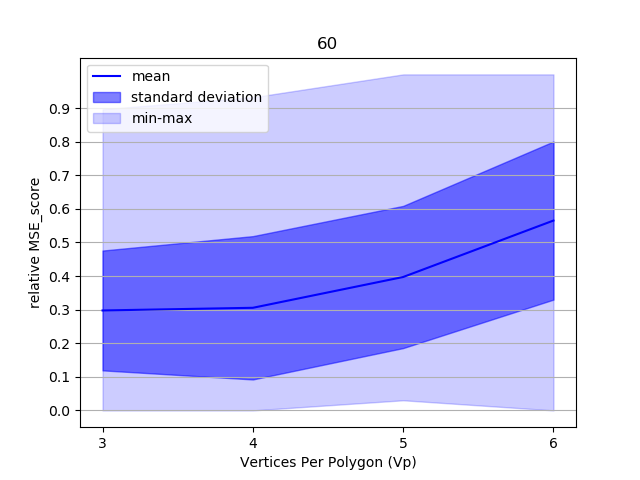 60
mean
standard deviation
min-max
relative MSE_score
0.9
0.8
0.7
0.6
0.5
0.4
0.3
0.2
0.1
0.0
3 4 5 6
Vertices Per Polygon (Vp)